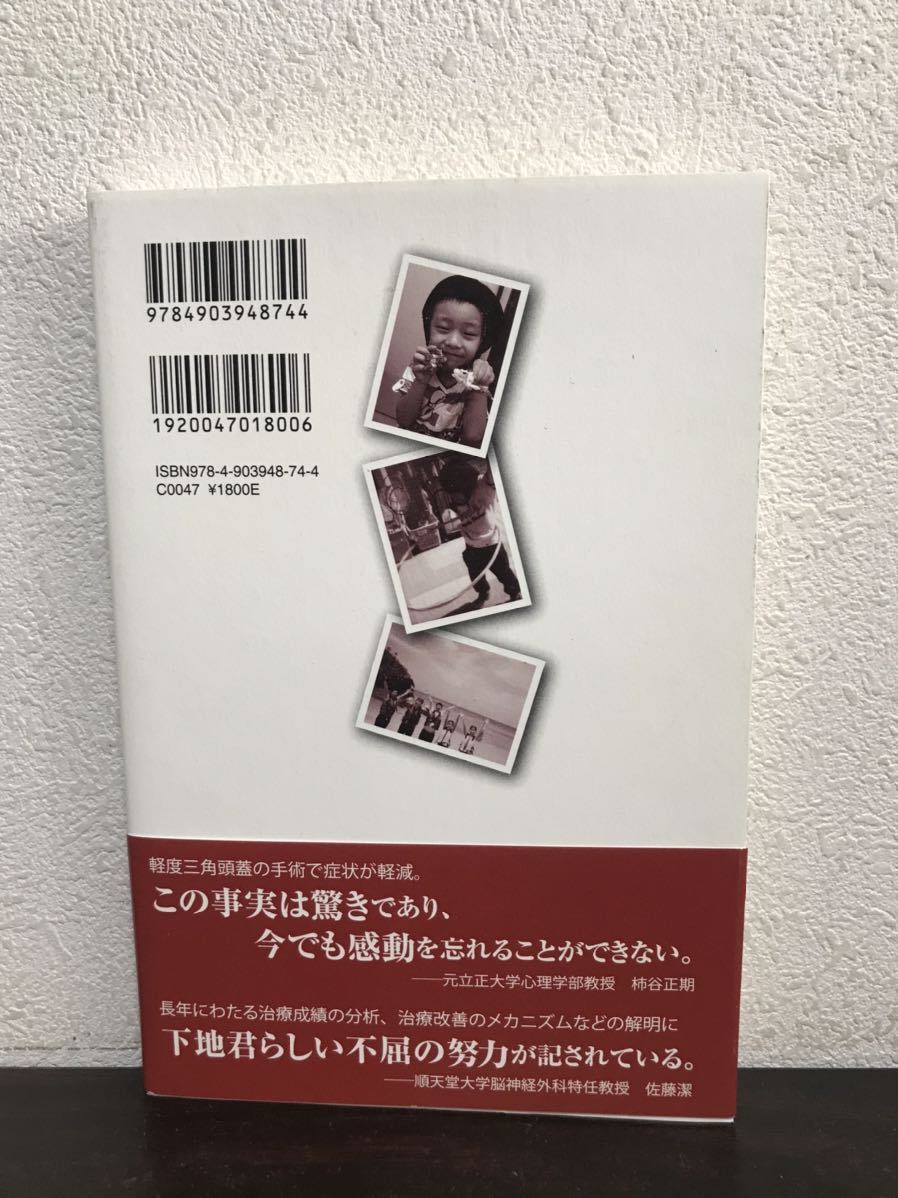 9784903948744
1920047018006
ISBN978-4-903948-74-4
C0047 ¥1800E
軽度三角頭蓋の手術で症状が軽減。
この事実は驚きであり、
今でも感動を忘れることができない。
——元立正大学心理学部教授 柿谷正期
長年にわたる治療成績の分析、治療改善のメカニズムなどの解明に
下地君らしい不屈の努力が記されている。
——順天堂大学脳神経外科特任教授 佐藤潔